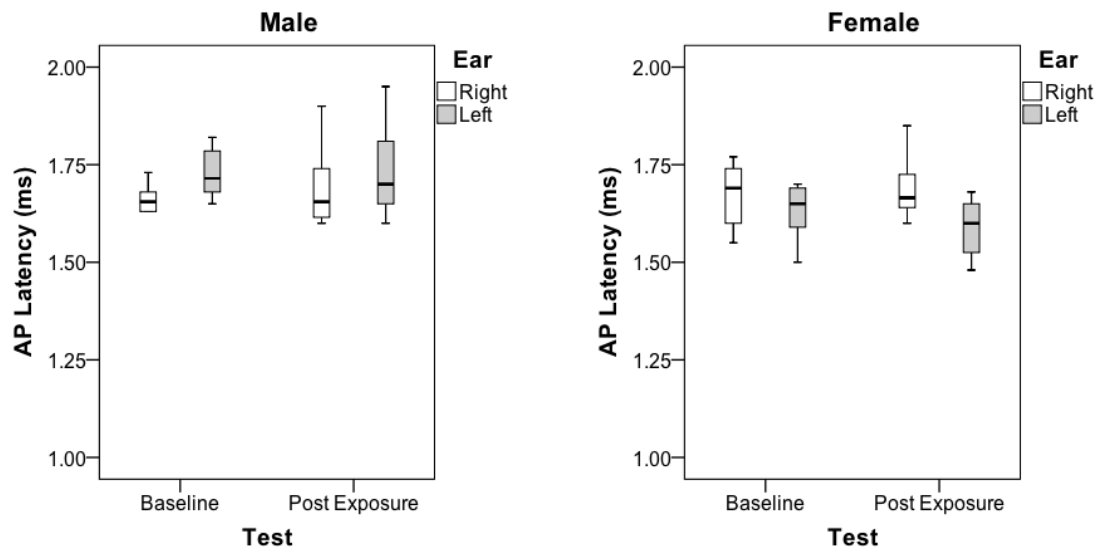 Male
Ear
Right
Left
2.00
1.75
1.50
1.25
1.00
AP Latency (ms)
Baseline
Post Exposure
Test
Female
Ear
Right
Left
2.00
1.75
1.50
1.25
1.00
AP Latency (ms)
Baseline
Post Exposure
Test